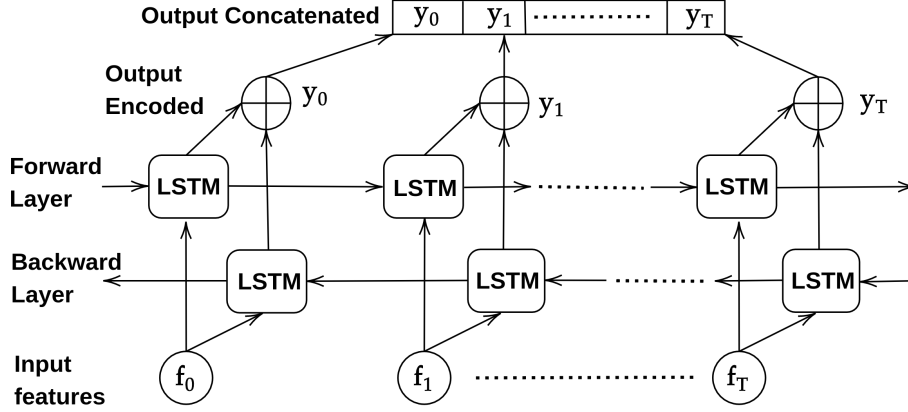 Output Concatenated y0 y1 yT
Output
Encoded
y0 y1 yT
Forward
Layer
LSTM LSTM LSTM
Backward
Layer
LSTM LSTM LSTM
Input
features
f0 f1 fT